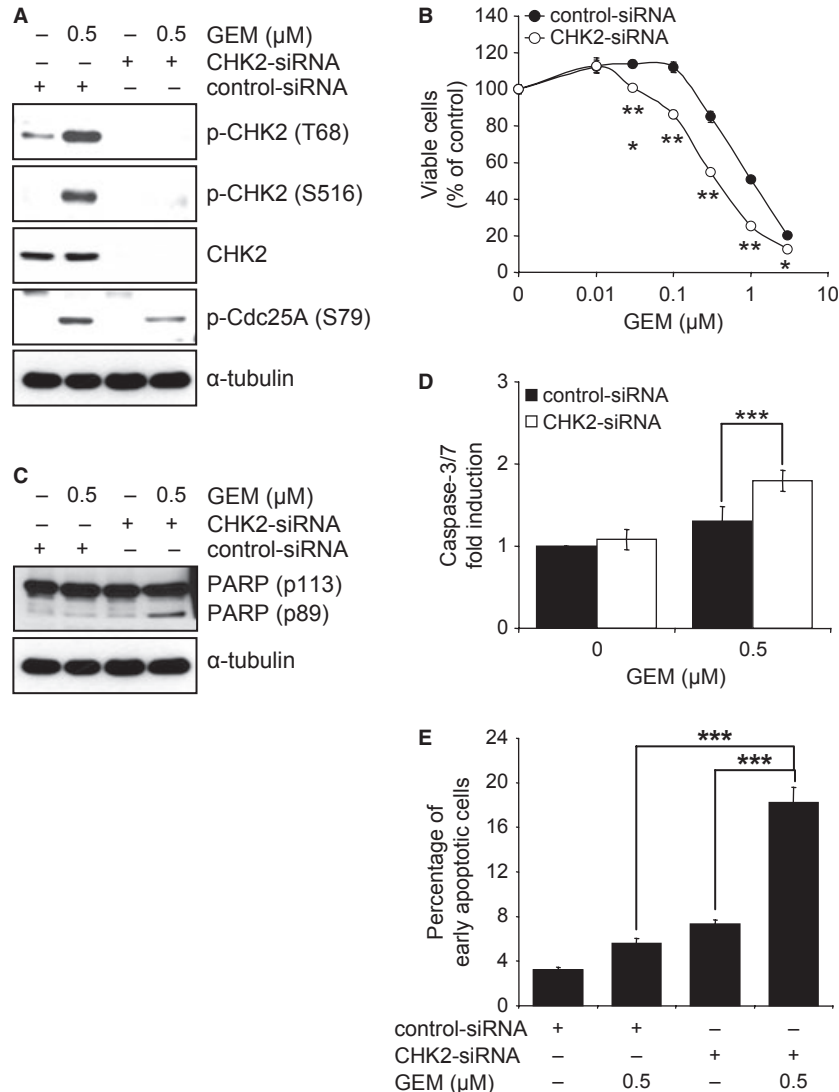 A
– 0.5 – 0.5 GEM (µM)
– – + + CHK2-siRNA
+ + – – control-siRNA
p-CHK2 (T68)
p-CHK2 (S516)
CHK2
p-Cdc25A (S79)
α-tubulin
B
control-siRNA
CHK2-siRNA
140
120
100
80
60
40
20
0
Viable cells
(% of control)
**
*
**
**
**
*
0 0.01 0.1 1 10
GEM (µM)
C
– 0.5 – 0.5 GEM (µM)
– – + + CHK2-siRNA
+ + – – control-siRNA
PARP (p113)
PARP (p89)
α-tubulin
D
control-siRNA
CHK2-siRNA
***
3
2
1
0
Caspase-3/7
fold induction
0 0.5
GEM (µM)
E
24
20
16
12
8
4
0
Percentage of
early apoptotic cells
***
***
control-siRNA + + – –
CHK2-siRNA – – + +
GEM (µM) – 0.5 – 0.5